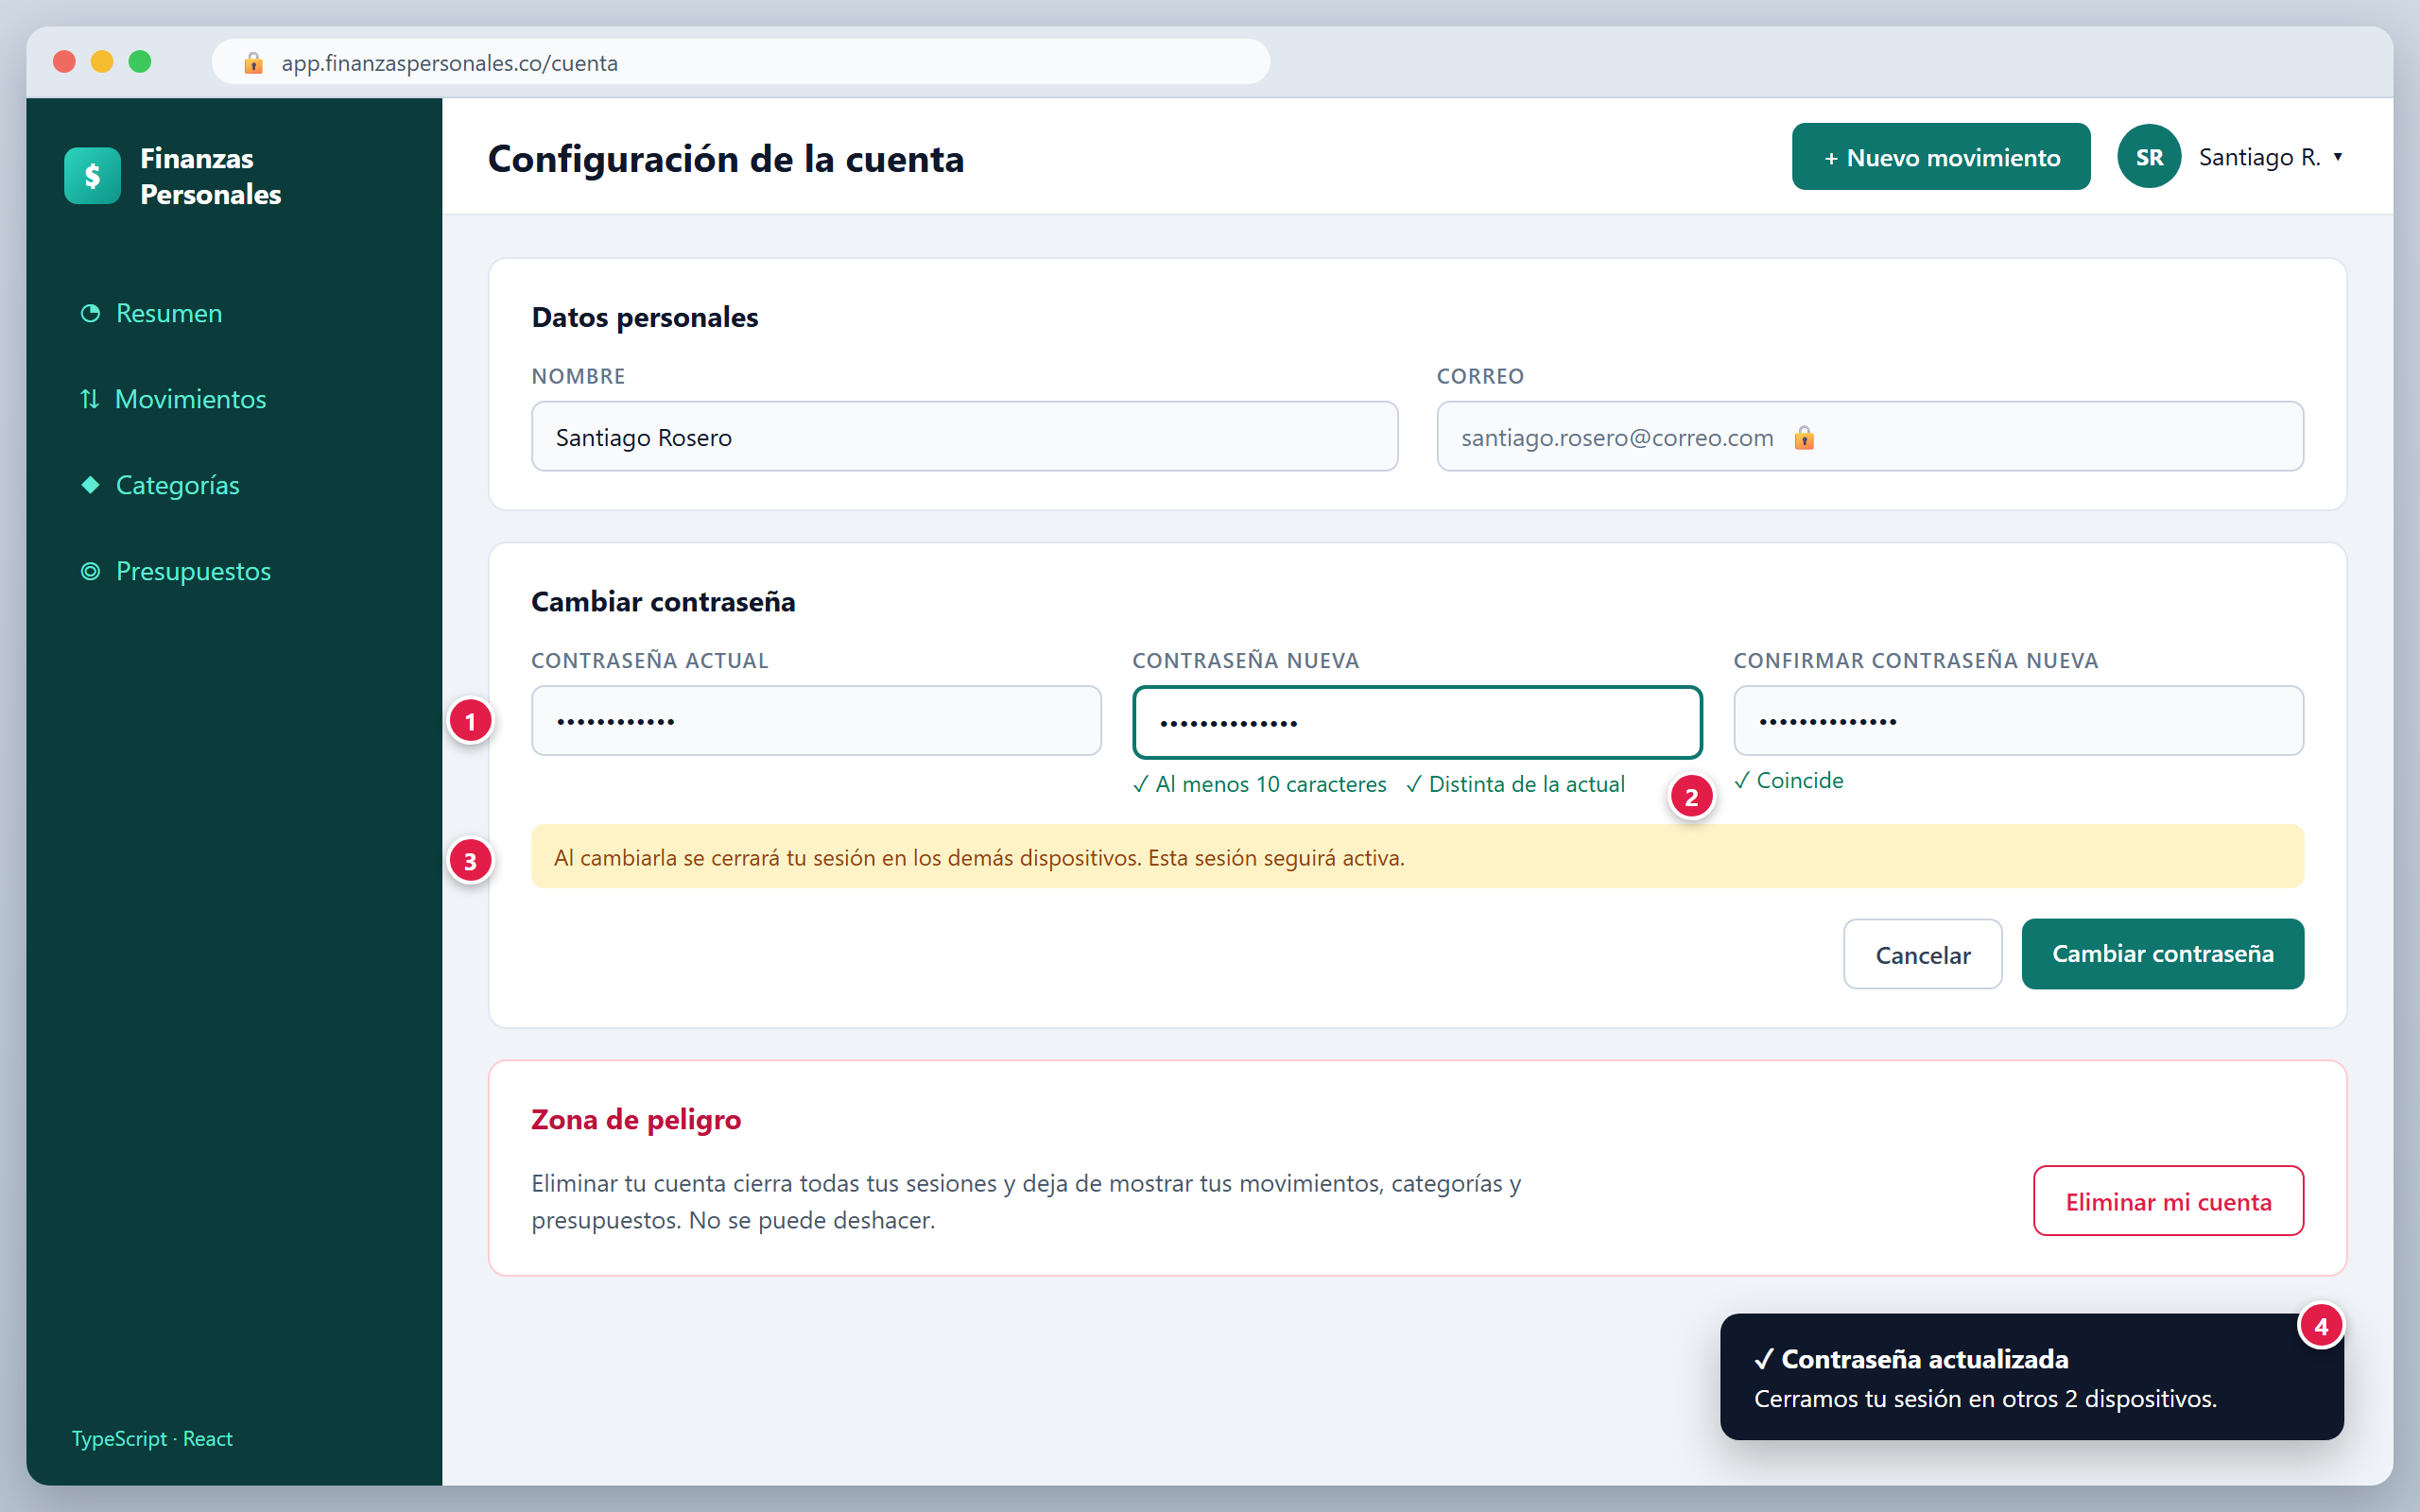 app.finanzaspersonales.co/cuenta
$
Finanzas
Personales
Resumen
Movimientos
Categorías
Presupuestos
TypeScript · React
Configuración de la cuenta
+ Nuevo movimiento
SR
Santiago R.
Datos personales
NOMBRE
Santiago Rosero
CORREO
santiago.rosero@correo.com
Cambiar contraseña
CONTRASEÑA ACTUAL
CONTRASEÑA NUEVA
CONFIRMAR CONTRASEÑA NUEVA
1
••••••••••••
••••••••••••••
••••••••••••••
✓ Al menos 10 caracteres ✓ Distinta de la actual
2
✓ Coincide
3
Al cambiarla se cerrará tu sesión en los demás dispositivos. Esta sesión seguirá activa.
Cancelar
Cambiar contraseña
Zona de peligro
Eliminar tu cuenta cierra todas tus sesiones y deja de mostrar tus movimientos, categorías y
presupuestos. No se puede deshacer.
Eliminar mi cuenta
4
✓ Contraseña actualizada
Cerramos tu sesión en otros 2 dispositivos.